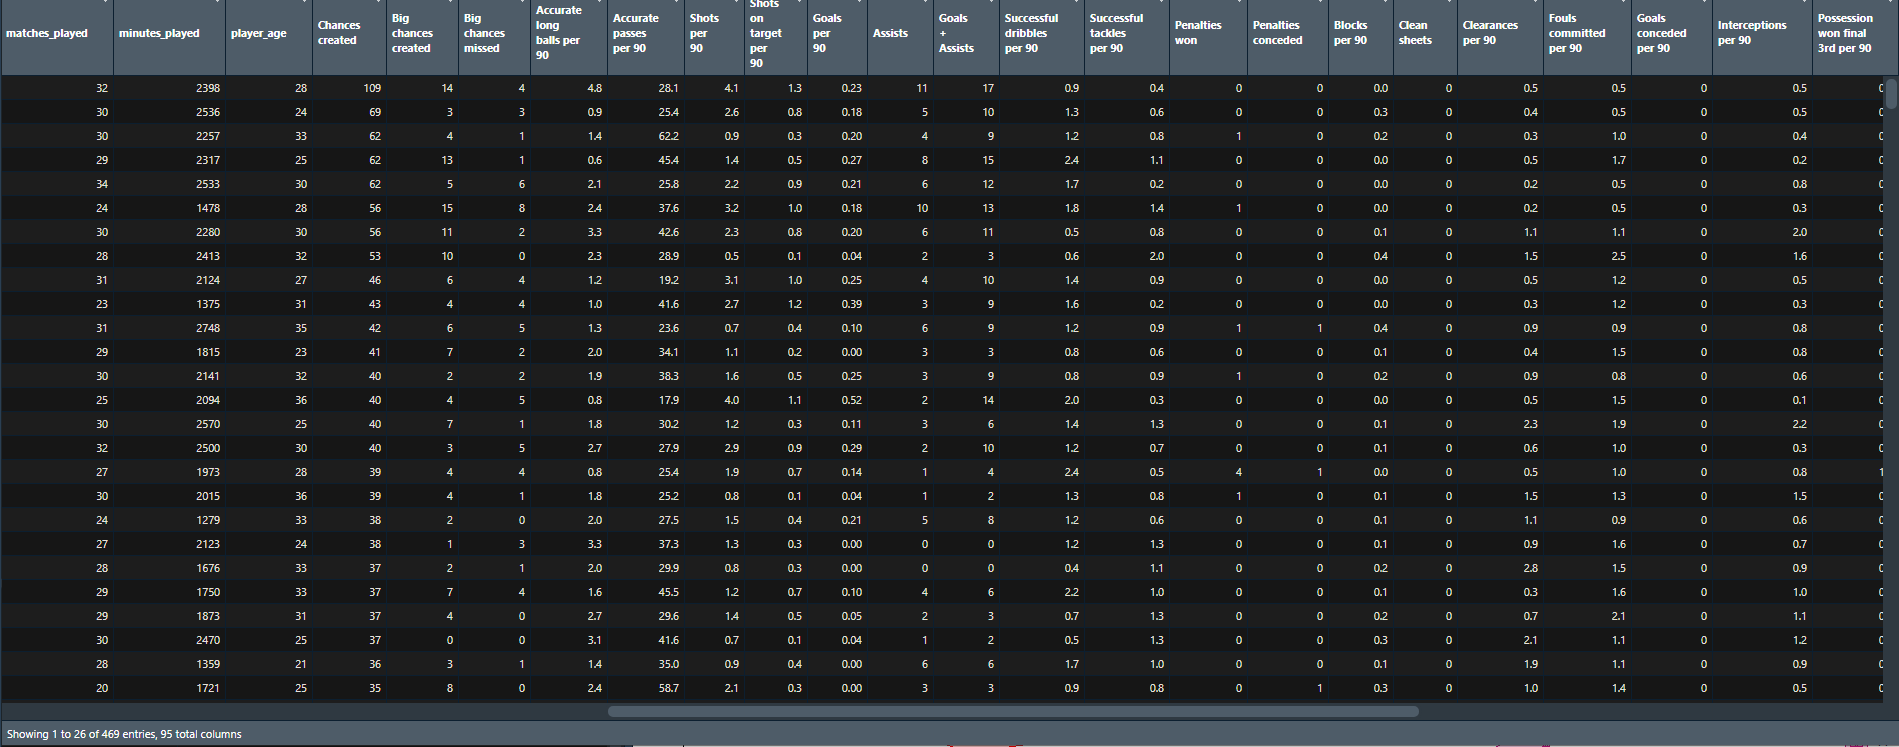 matches_played minutes_played player_age Chances created Big chances created Big chances missed Accurate long balls per 90 Accurate passes per 90 Shots per 90 Shots on target per 90 Goals per 90 Assists Goals + Assists Successful dribbles per 90 Successful tackles per 90 Penalties won Penalties conceded Blocks per 90 Clean sheets Clearances per 90 Fouls committed per 90 Goals conceded per 90 Interceptions per 90 Possession won final 3rd per 90
32 2398 28 109 14 4 4.8 28.1 4.1 1.3 0.23 11 17 0.9 0.4 0 0 0.0 0 0.5 0.5 0 0.5
30 2536 24 69 3 3 0.9 25.4 2.6 0.8 0.18 5 10 1.3 0.6 0 0 0.3 0 0.4 0.5 0 0.5
30 2257 33 62 4 1 1.4 62.2 0.9 0.3 0.20 4 9 1.2 0.8 1 0 0.2 0 0.3 1.0 0 0.4
29 2317 25 62 13 1 0.6 45.4 1.4 0.5 0.27 8 15 2.4 1.1 0 0 0.0 0 0.5 1.7 0 0.2
34 2533 30 62 5 6 2.1 25.8 2.2 0.9 0.21 6 12 1.7 0.2 0 0 0.0 0 0.2 0.5 0 0.8
24 1478 28 56 15 8 2.4 37.6 3.2 1.0 0.18 10 13 1.8 1.4 1 0 0.0 0 0.2 0.5 0 0.3
30 2280 30 56 11 2 3.3 42.6 2.3 0.8 0.20 6 11 0.5 0.8 0 0 0.1 0 1.1 1.1 0 2.0
28 2413 32 53 10 0 2.3 28.9 0.5 0.1 0.04 2 3 0.6 2.0 0 0 0.4 0 1.5 2.5 0 1.6
31 2124 27 46 6 4 1.2 19.2 3.1 1.0 0.25 4 10 1.4 0.9 0 0 0.0 0 0.5 1.2 0 0.5
23 1375 31 43 4 4 1.0 41.6 2.7 1.2 0.39 3 9 1.6 0.2 0 0 0.0 0 0.3 1.2 0 0.3
31 2748 35 42 6 5 1.3 23.6 0.7 0.4 0.10 6 9 1.2 0.9 1 1 0.4 0 0.9 0.9 0 0.8
29 1815 23 41 7 2 2.0 34.1 1.1 0.2 0.00 3 3 0.8 0.6 0 0 0.1 0 0.4 1.5 0 0.8
30 2141 32 40 2 2 1.9 38.3 1.6 0.5 0.25 3 9 0.8 0.9 1 0 0.2 0 0.9 0.8 0 0.6
25 2094 36 40 4 5 0.8 17.9 4.0 1.1 0.52 2 14 2.0 0.3 0 0 0.0 0 0.5 1.5 0 0.1
30 2570 25 40 7 1 1.8 30.2 1.2 0.3 0.11 3 6 1.4 1.3 0 0 0.1 0 2.3 1.9 0 2.2
32 2500 30 40 3 5 2.7 27.9 2.9 0.9 0.29 2 10 1.2 0.7 0 0 0.1 0 0.6 1.0 0 0.3
27 1973 28 39 4 4 0.8 25.4 1.9 0.7 0.14 1 4 2.4 0.5 4 1 0.0 0 0.5 1.0 0 0.8
30 2015 36 39 4 1 1.8 25.2 0.8 0.1 0.04 1 2 1.3 0.8 1 0 0.1 0 1.5 1.3 0 1.5
24 1279 33 38 2 0 2.0 27.5 1.5 0.4 0.21 5 8 1.2 0.6 0 0 0.1 0 1.1 0.9 0 0.6
27 2123 24 38 1 3 3.3 37.3 1.3 0.3 0.00 0 0 1.2 1.3 0 0 0.1 0 0.9 1.6 0 0.7
28 1676 33 37 2 1 2.0 29.9 0.8 0.3 0.00 0 0 0.4 1.1 0 0 0.2 0 2.8 1.5 0 0.9
29 1750 33 37 7 4 1.6 45.5 1.2 0.7 0.10 4 6 2.2 1.0 0 0 0.1 0 0.3 1.6 0 1.0
29 1873 31 37 4 0 2.7 29.6 1.4 0.5 0.05 2 3 0.7 1.3 0 0 0.2 0 0.7 2.1 0 1.1
30 2470 25 37 0 0 3.1 41.6 0.7 0.1 0.04 1 2 0.5 1.3 0 0 0.3 0 2.1 1.1 0 1.2
28 1359 21 36 3 1 1.4 35.0 0.9 0.4 0.00 6 6 1.7 1.0 0 0 0.1 0 1.9 1.1 0 0.9
20 1721 25 35 8 0 2.4 58.7 2.1 0.3 0.00 3 3 0.9 0.8 0 1 0.3 0 1.0 1.4 0 0.5
Showing 1 to 26 of 469 entries, 95 total columns